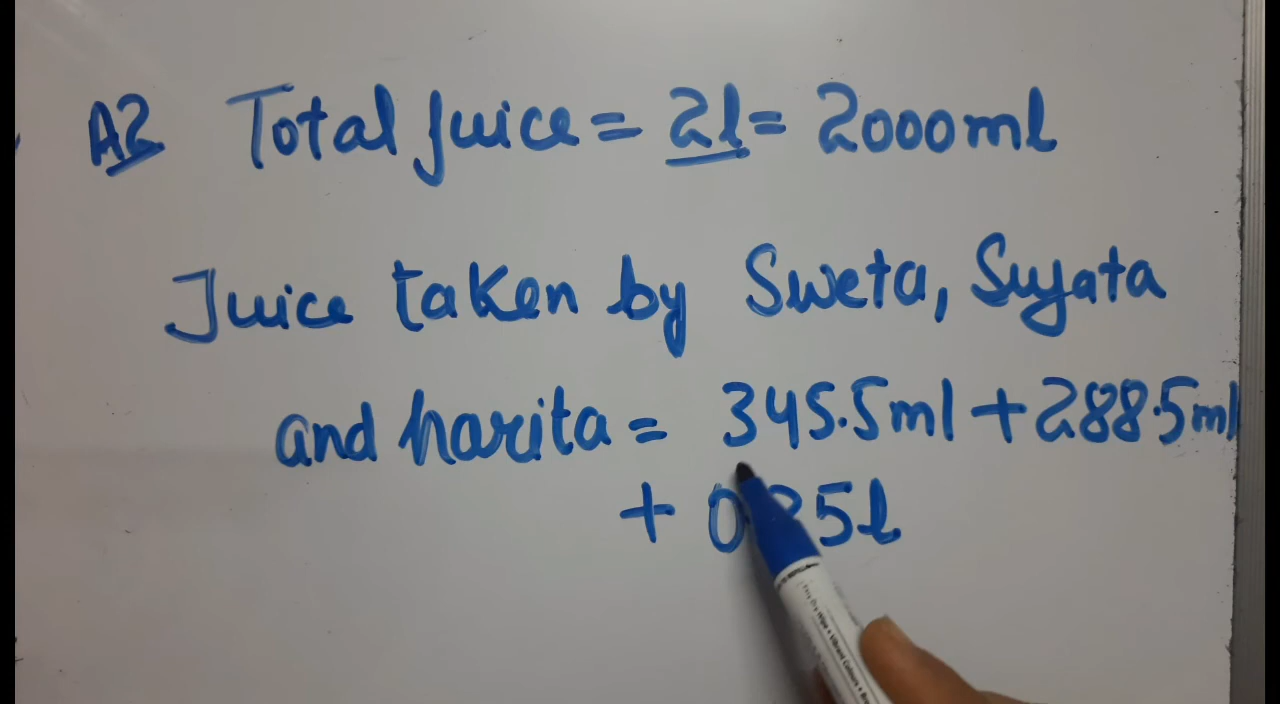 A2 Total juice = 2l = 2000ml
Juice taken by Sweta, Sujata
and harita = 345.5ml + 288.5ml
+